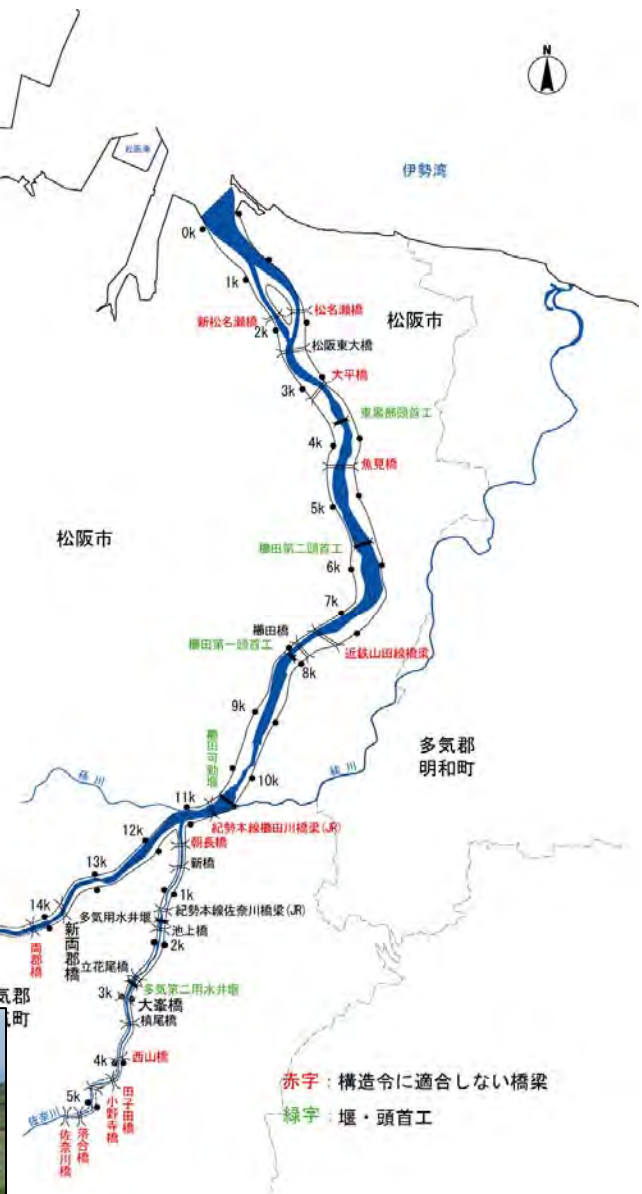 N
松阪港
伊勢湾
0k
1k
松名瀬橋
新松名瀬橋
2k
松阪市
松阪東大橋
大平橋
3k
東黒部頭首工
4k
魚見橋
5k
松阪市
櫛田第二頭首工
6k
7k
櫛田橋
櫛田第一頭首工
近鉄山田線橋梁
8k
9k
多気郡
明和町
櫛田可動堰
祓川
10k
11k
紀勢本線櫛田川橋梁(JR)
12k
朝長橋
13k
新橋
14k
1k
紀勢本線佐奈川橋梁(JR)
多気用水井堰
池上橋
両郡橋
新両郡橋
2k
立花尾橋
多気第二用水井堰
気郡
3k
大峯橋
槙尾橋
4k
西山橋
赤字：構造令に適合しない橋梁
5k
田子田橋
小野寺橋
緑字：堰・頭首工
佐奈川
落合橋
佐奈川橋